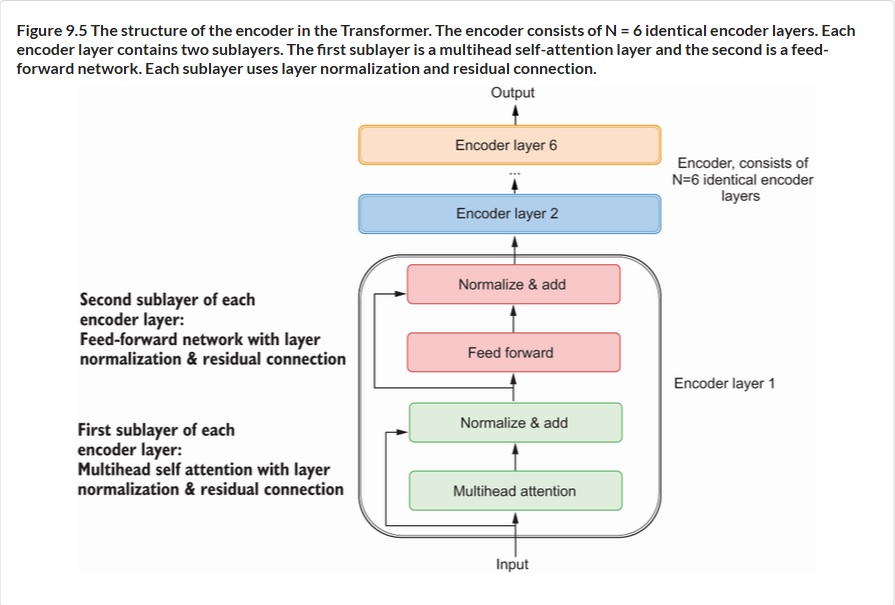 Figure 9.5 The structure of the encoder in the Transformer. The encoder consists of N = 6 identical encoder layers. Each
encoder layer contains two sublayers. The first sublayer is a multihead self-attention layer and the second is a feed-
forward network. Each sublayer uses layer normalization and residual connection.
Output
Encoder layer 6
Encoder, consists of
N=6 identical encoder
layers
...
Encoder layer 2
Normalize & add
Second sublayer of each
encoder layer:
Feed-forward network with layer
normalization & residual connection
Feed forward
Encoder layer 1
Normalize & add
First sublayer of each
encoder layer:
Multihead self attention with layer
normalization & residual connection
Multihead attention
Input